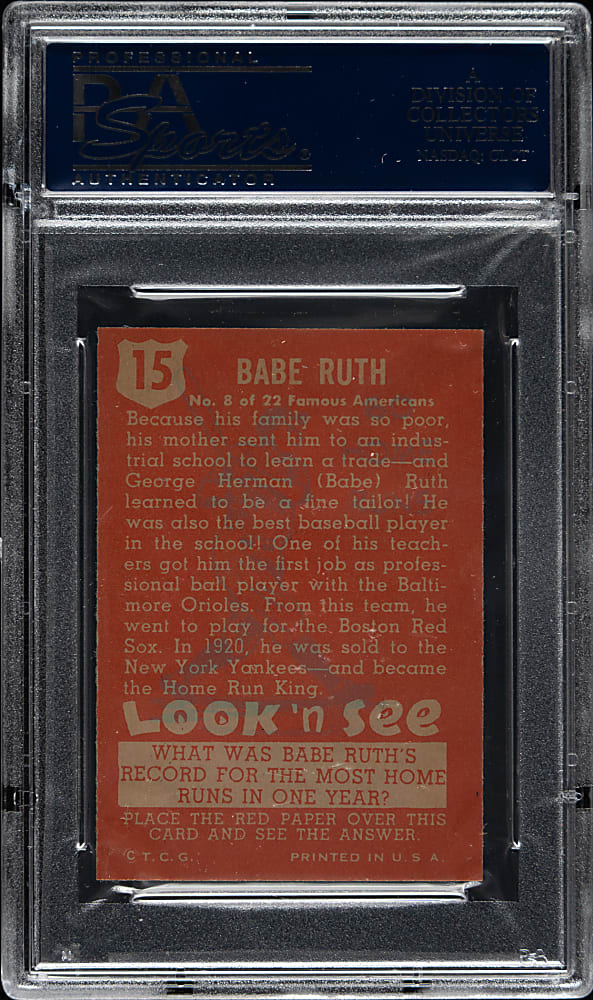 PROFESSIONAL
PSA
Sports
AUTHENTICATOR
A
DIVISION OF
COLLECTORS
UNIVERSE
NASDAQ: CLCT
15
BABE RUTH
No. 8 of 22 Famous Americans
Because his family was so poor,
his mother sent him to an indus-
trial school to learn a trade—and
George Herman (Babe) Ruth
learned to be a fine tailor! He
was also the best baseball player
in the school! One of his teach-
ers got him the first job as profes-
sional ball player with the Balti-
more Orioles. From this team, he
went to play for the Boston Red
Sox. In 1920, he was sold to the
New York Yankees—and became
the Home Run King.
LOOK 'n See
WHAT WAS BABE RUTH'S
RECORD FOR THE MOST HOME
RUNS IN ONE YEAR?
PLACE THE RED PAPER OVER THIS
CARD AND SEE THE ANSWER.
© T. C. G. PRINTED IN U. S. A.
PSA